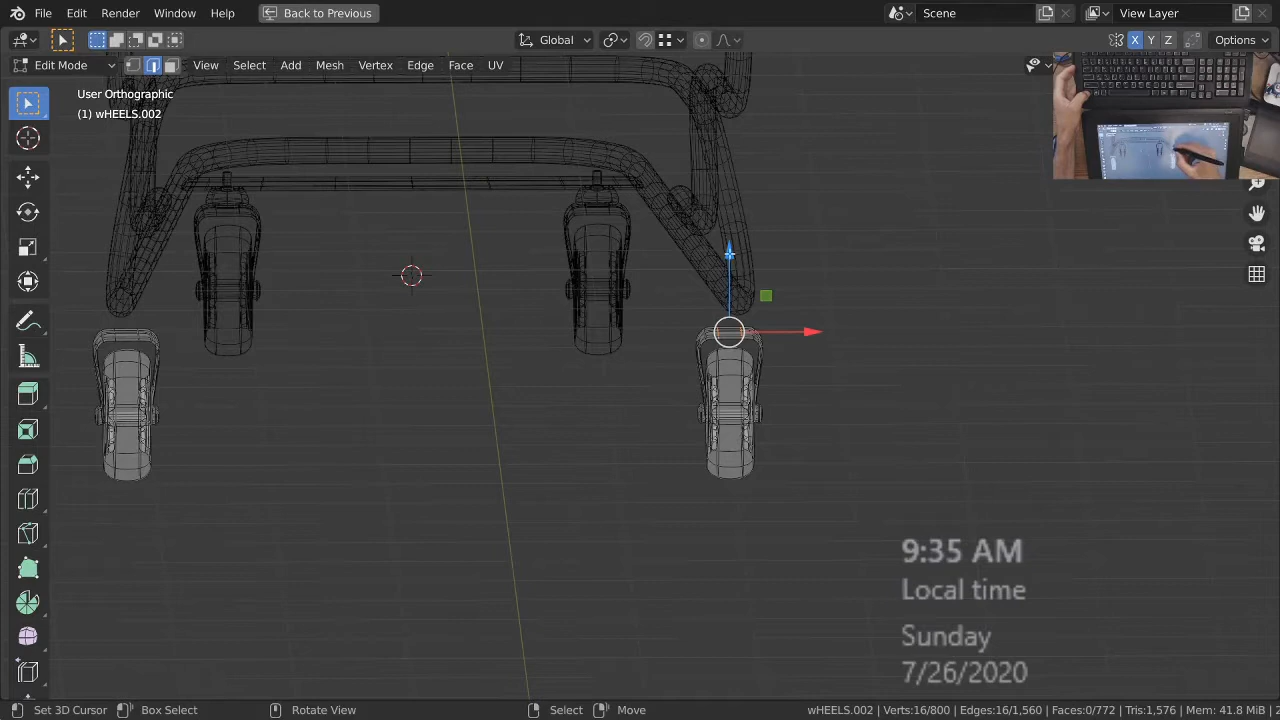 File Edit Render Window Help Back to Previous Scene View Layer
Global X Y Z Options
Edit Mode View Select Add Mesh Vertex Edge Face UV
User Orthographic
(1) wHEELS.002
9:35 AM
Local time
Sunday
7/26/2020
Set 3D Cursor Box Select Rotate View Select Move wHEELS.002 | Verts:16/800 | Edges:16/1,560 | Faces:0/772 | Tris:1,576 | Mem: 41.8 MiB | 2